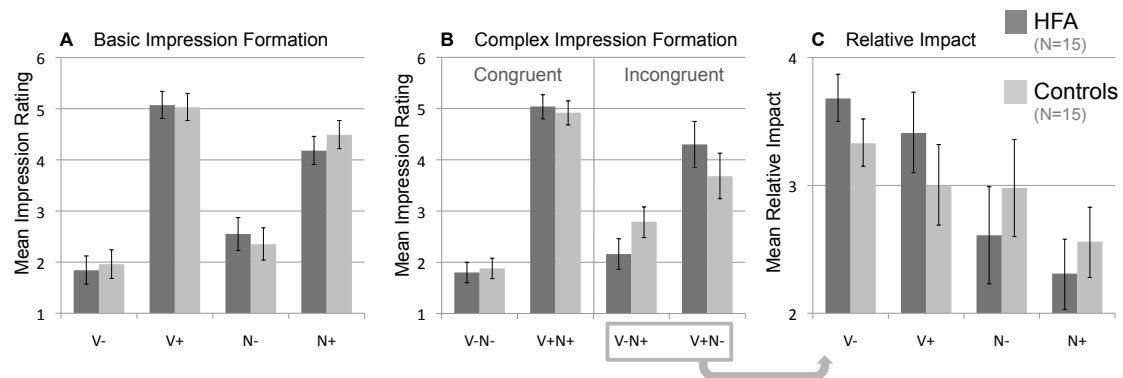 HFA
(N=15)
Controls
(N=15)
A Basic Impression Formation
Mean Impression Rating
6
5
4
3
2
1
V- V+ N- N+
B Complex Impression Formation
Congruent Incongruent
Mean Impression Rating
6
5
4
3
2
1
V-N- V+N+ V-N+ V+N-
C Relative Impact
Mean Relative Impact
4
3
2
V- V+ N- N+